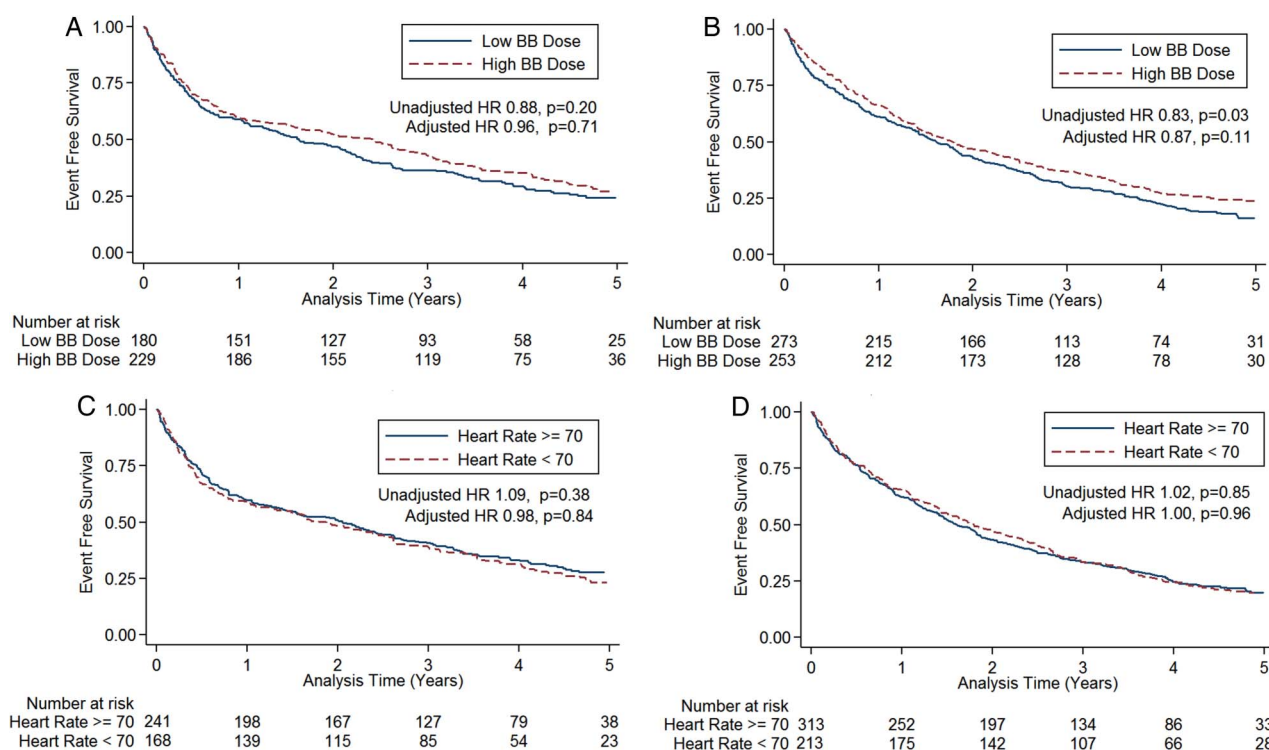 A
1.00
0.75
0.50
0.25
0.00
Event Free Survival
Low BB Dose
High BB Dose
Unadjusted HR 0.88, p=0.20
Adjusted HR 0.96, p=0.71
0 1 2 3 4 5
Analysis Time (Years)
Number at risk
Low BB Dose 180 151 127 93 58 25
High BB Dose 229 186 155 119 75 36
B
1.00
0.75
0.50
0.25
0.00
Event Free Survival
Low BB Dose
High BB Dose
Unadjusted HR 0.83, p=0.03
Adjusted HR 0.87, p=0.11
0 1 2 3 4 5
Analysis Time (Years)
Number at risk
Low BB Dose 273 215 166 113 74 31
High BB Dose 253 212 173 128 78 30
C
1.00
0.75
0.50
0.25
0.00
Event Free Survival
Heart Rate >= 70
Heart Rate < 70
Unadjusted HR 1.09, p=0.38
Adjusted HR 0.98, p=0.84
0 1 2 3 4 5
Analysis Time (Years)
Number at risk
Heart Rate >= 70 241 198 167 127 79 38
Heart Rate < 70 168 139 115 85 54 23
D
1.00
0.75
0.50
0.25
0.00
Event Free Survival
Heart Rate >= 70
Heart Rate < 70
Unadjusted HR 1.02, p=0.85
Adjusted HR 1.00, p=0.96
0 1 2 3 4 5
Analysis Time (Years)
Number at risk
Heart Rate >= 70 313 252 197 134 86 33
Heart Rate < 70 213 175 142 107 66 28